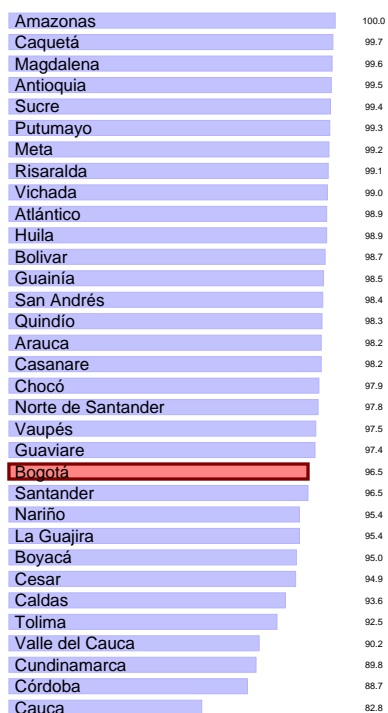 Amazonas 100.0
Caquetá 99.7
Magdalena 99.6
Antioquia 99.5
Sucre 99.4
Putumayo 99.3
Meta 99.2
Risaralda 99.1
Vichada 99.0
Atlántico 98.9
Huila 98.9
Bolivar 98.7
Guainía 98.5
San Andrés 98.4
Quindío 98.3
Arauca 98.2
Casanare 98.2
Chocó 97.9
Norte de Santander 97.8
Vaupés 97.5
Guaviare 97.4
Bogotá 96.5
Santander 96.5
Nariño 95.4
La Guajira 95.4
Boyacá 95.0
Cesar 94.9
Caldas 93.6
Tolima 92.5
Valle del Cauca 90.2
Cundinamarca 89.8
Córdoba 88.7
Cauca 82.8